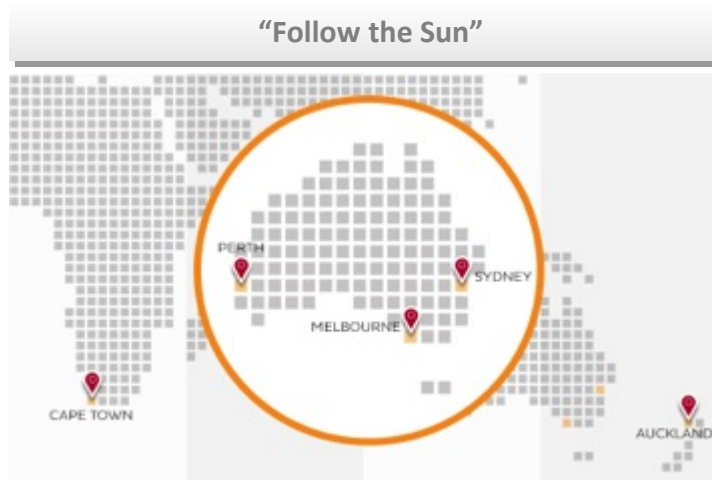 “Follow the Sun”
PERTH
SYDNEY
MELBOURNE
CAPE TOWN
AUCKLAND